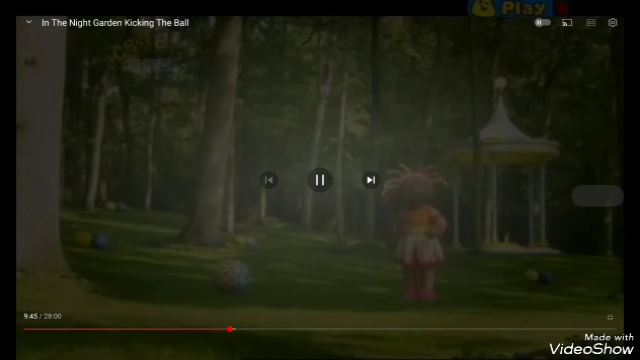 Play
In The Night Garden Kicking The Ball
9:45 / 28:00
Made with
VideoShow